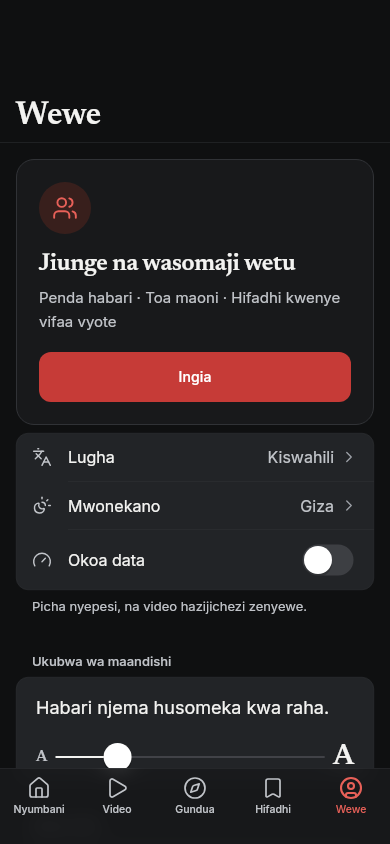 Wewe
Jiunge na wasomaji wetu
Penda habari · Toa maoni · Hifadhi kwenye
vifaa vyote
Ingia
Lugha Kiswahili
Mwonekano Giza
Okoa data
Picha nyepesi, na video hazijichezi zenyewe.
Ukubwa wa maandishi
Habari njema husomeka kwa raha.
A A
Nyumbani Video Gundua Hifadhi Wewe